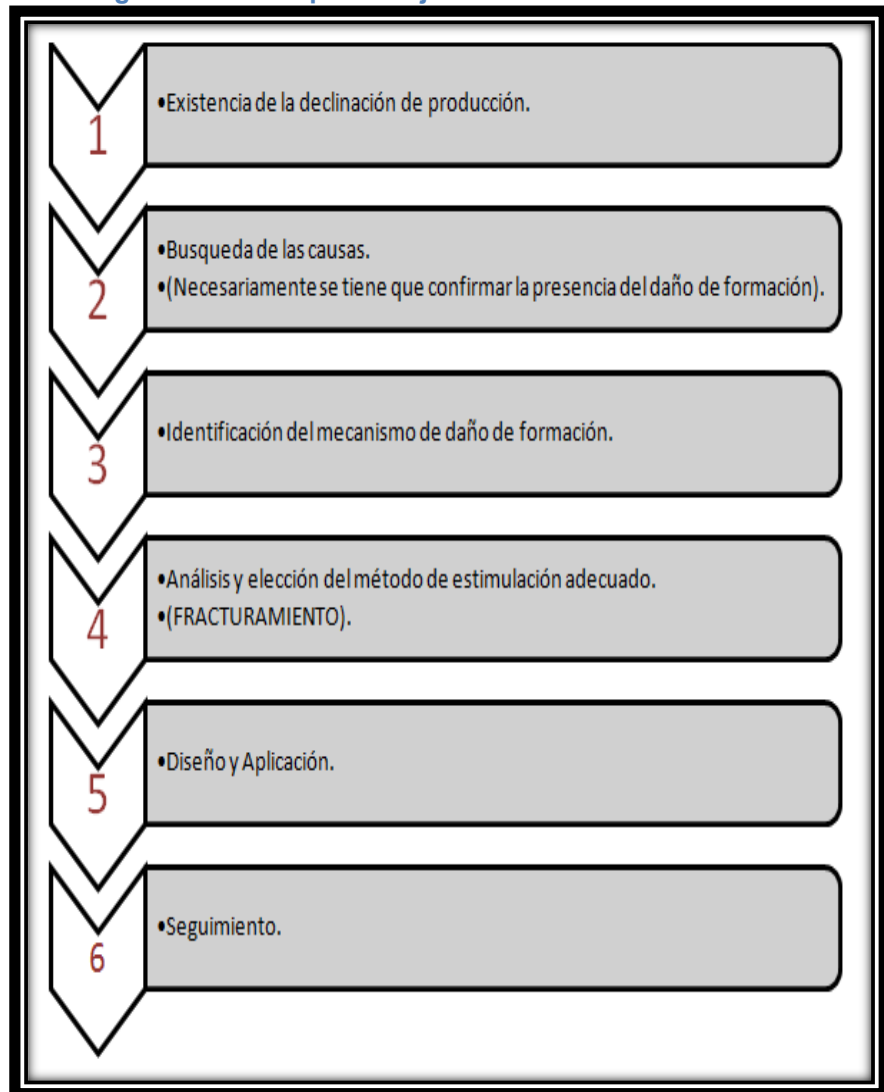 1
•Existencia de la declinación de producción.
2
•Busqueda de las causas.
•(Necesariamente se tiene que confirmar la presencia del daño de formación).
3
•Identificación del mecanismo de daño de formación.
4
•Análisis y elección del método de estimulación adecuado.
•(FRACTURAMIENTO).
5
•Diseño y Aplicación.
6
•Seguimiento.